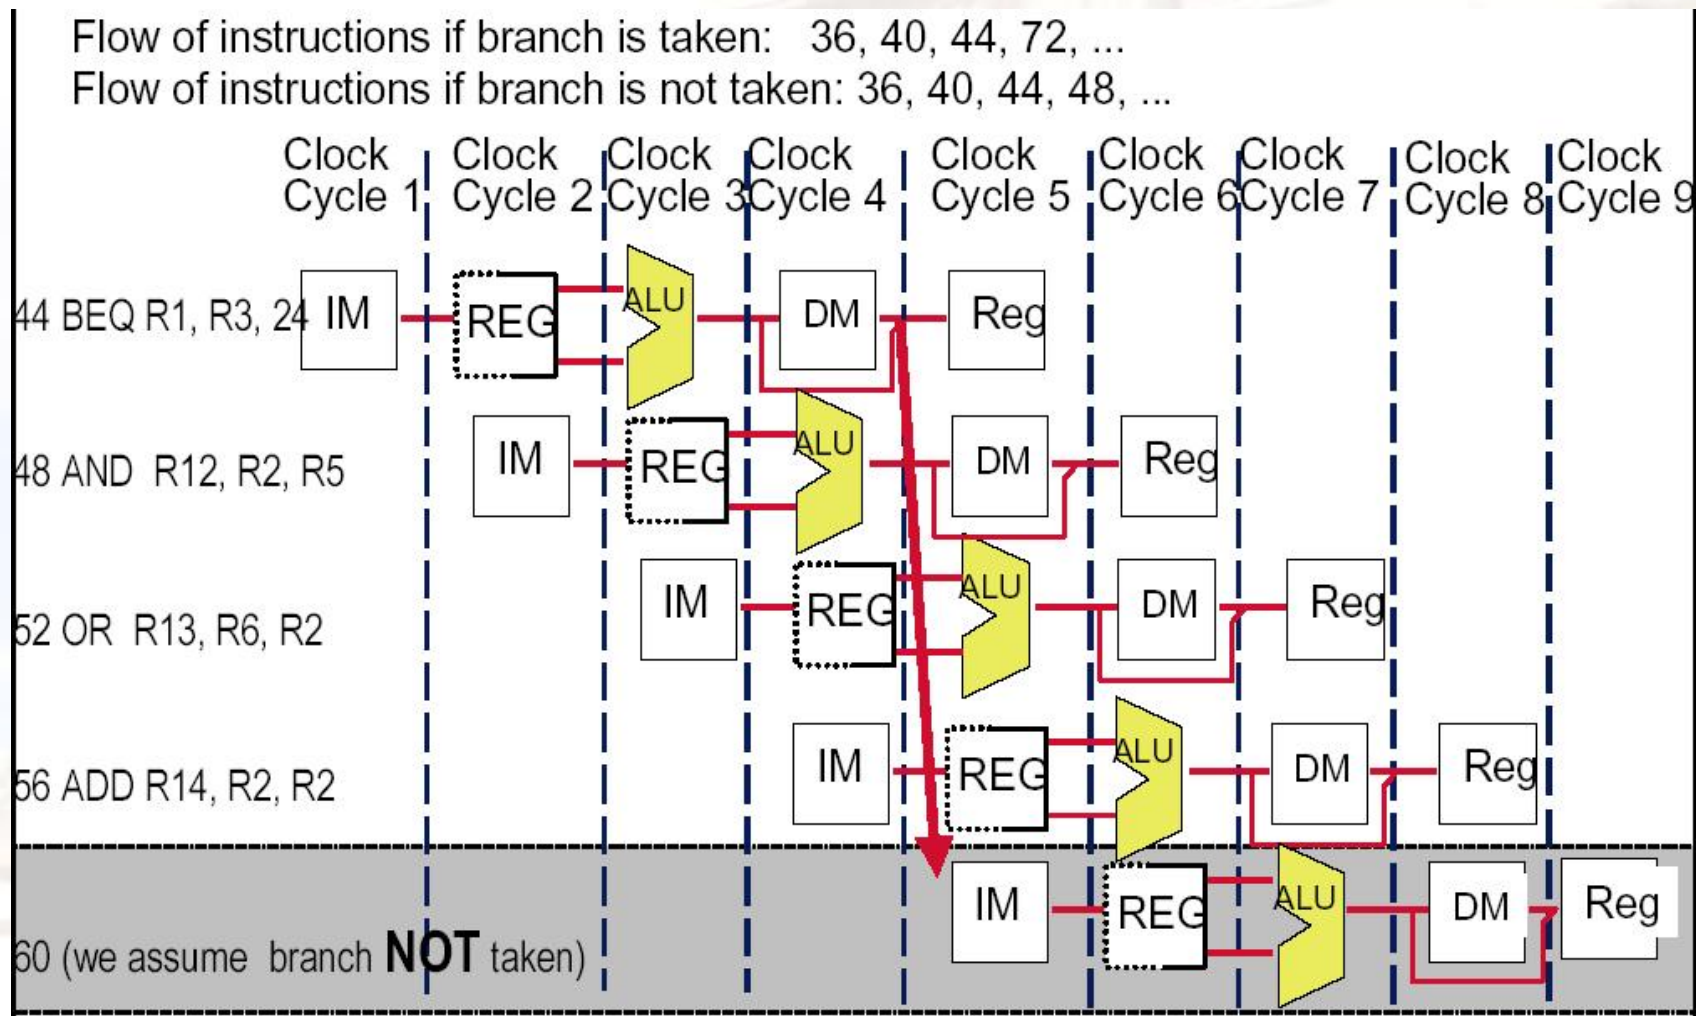 Flow of instructions if branch is taken: 36, 40, 44, 72, ...
Flow of instructions if branch is not taken: 36, 40, 44, 48, ...
Clock Cycle 1 Clock Cycle 2 Clock Cycle 3 Clock Cycle 4 Clock Cycle 5 Clock Cycle 6 Clock Cycle 7 Clock Cycle 8 Clock Cycle 9
44 BEQ R1, R3, 24 IM REG ALU DM Reg
48 AND R12, R2, R5 IM REG ALU DM Reg
52 OR R13, R6, R2 IM REG ALU DM Reg
56 ADD R14, R2, R2 IM REG ALU DM Reg
60 (we assume branch NOT taken) IM REG ALU DM Reg